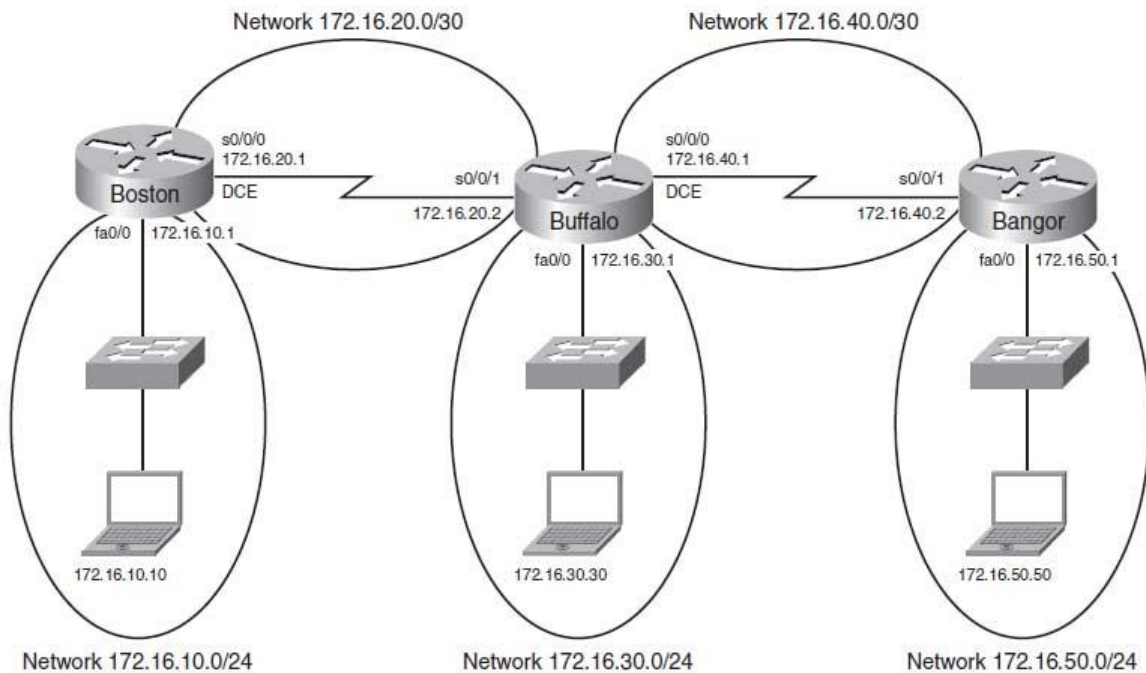 Network 172.16.20.0/30
Network 172.16.40.0/30
s0/0/0
172.16.20.1
DCE
s0/0/1
172.16.20.2
s0/0/0
172.16.40.1
DCE
s0/0/1
172.16.40.2
Boston
Buffalo
Bangor
fa0/0
172.16.10.1
fa0/0
172.16.30.1
fa0/0
172.16.50.1
172.16.10.10
172.16.30.30
172.16.50.50
Network 172.16.10.0/24
Network 172.16.30.0/24
Network 172.16.50.0/24